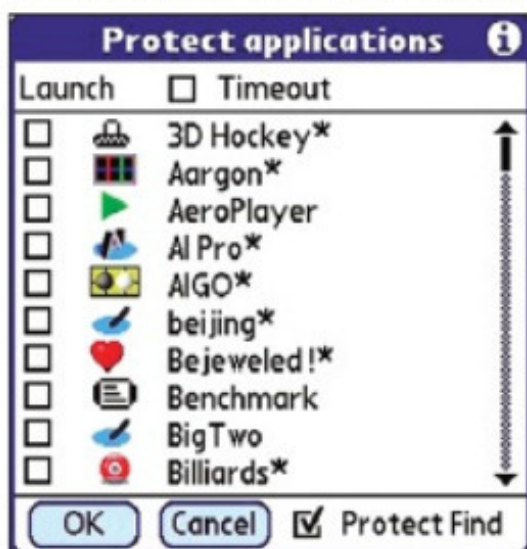 Protect applications
Launch Timeout
3D Hockey*
Aargon*
AeroPlayer
AI Pro*
AIGO*
beijing*
Bejeweled!*
Benchmark
BigTwo
Billiards*
OK Cancel Protect Find